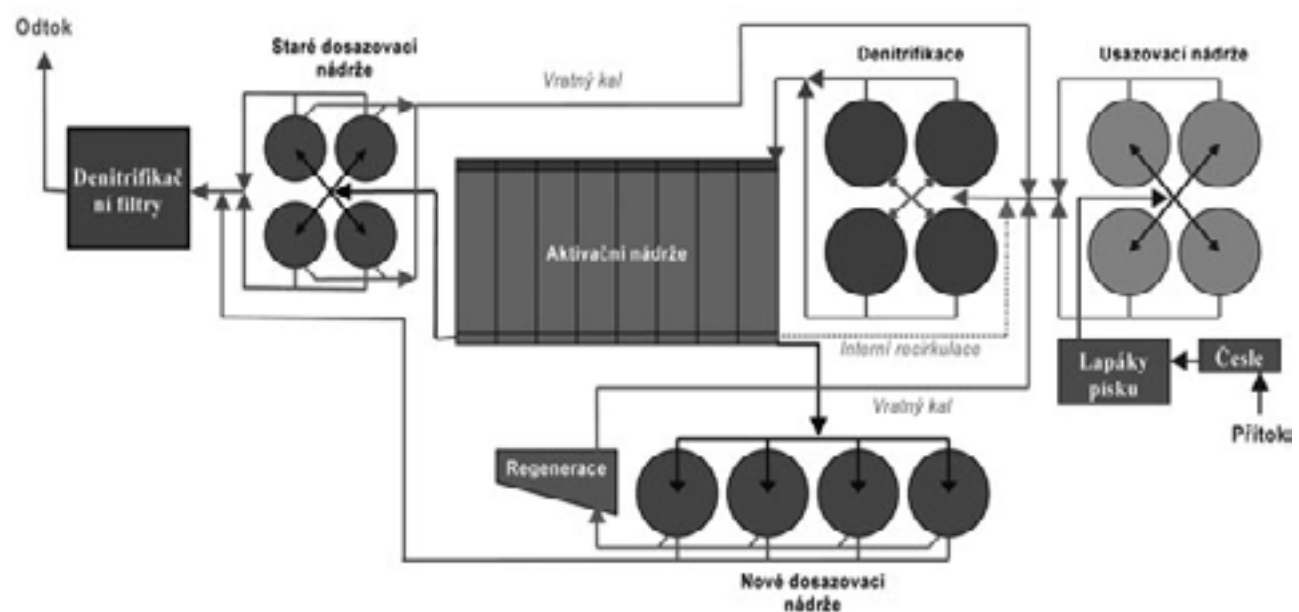 Odtok
Staré dosazovací
nádrže
Vratný kal
Denitrifikace
Usazovací nádrže
Denitrifikač
ní filtry
Aktivační nádrže
Interní recirkulace
Lapáky
písku
Česle
Přítok
Vratný kal
Regenerace
Nové dosazovací
nádrže